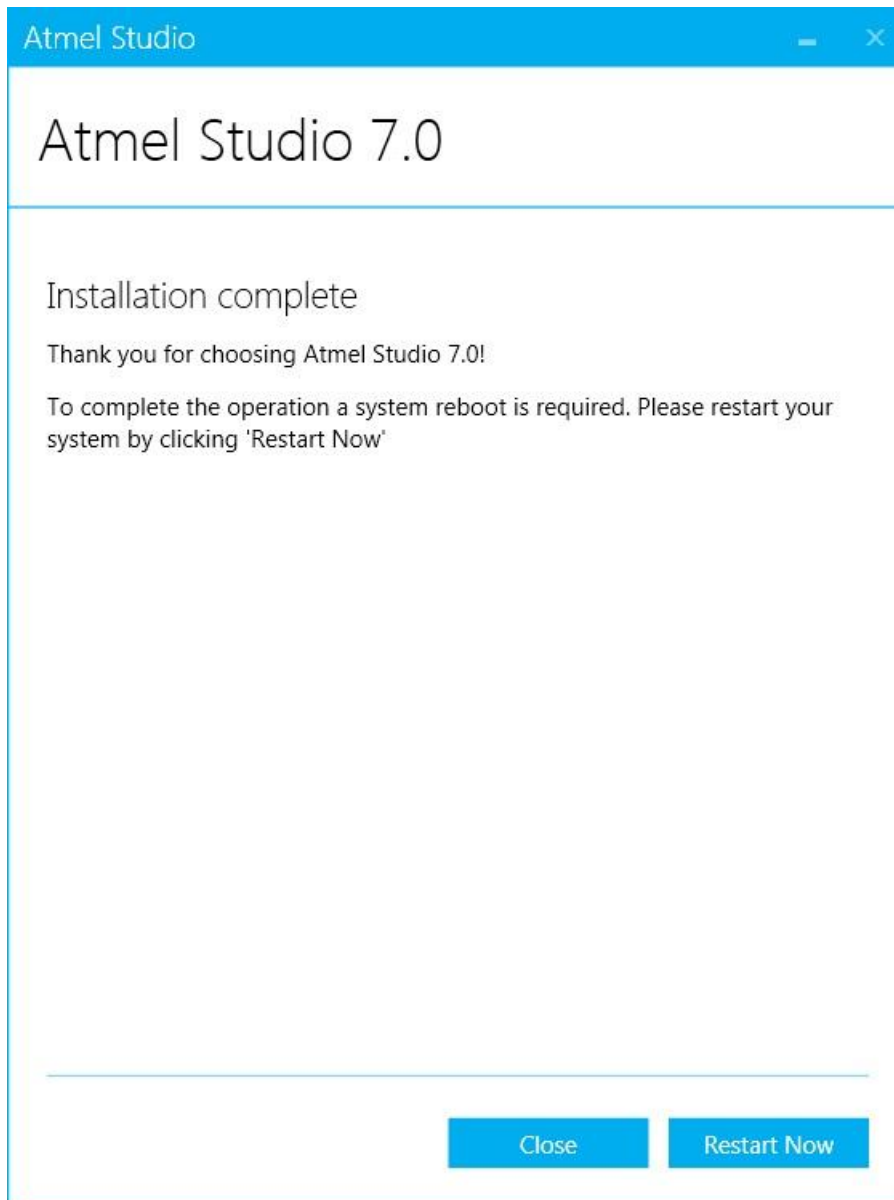 Atmel Studio
Atmel Studio 7.0
Installation complete
Thank you for choosing Atmel Studio 7.0!
To complete the operation a system reboot is required. Please restart your
system by clicking 'Restart Now'
Close
Restart Now